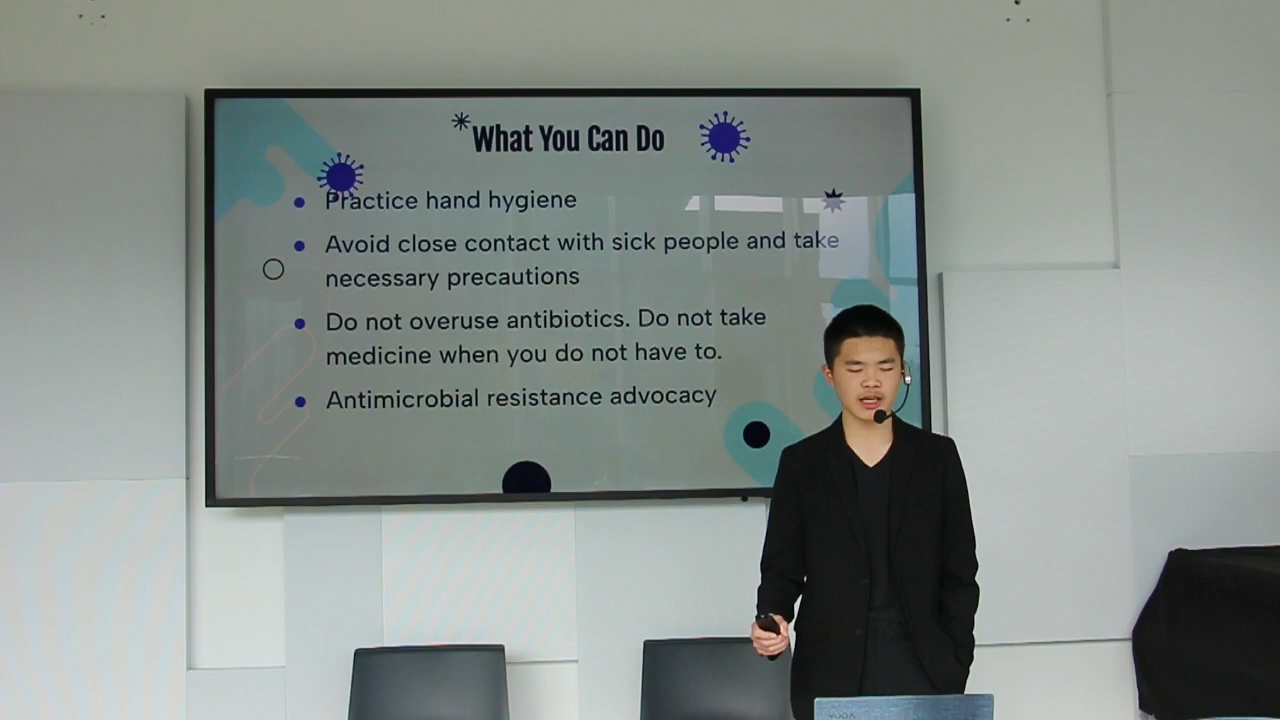 What You Can Do
Practice hand hygiene
Avoid close contact with sick people and take
necessary precautions
Do not overuse antibiotics. Do not take
medicine when you do not have to.
Antimicrobial resistance advocacy